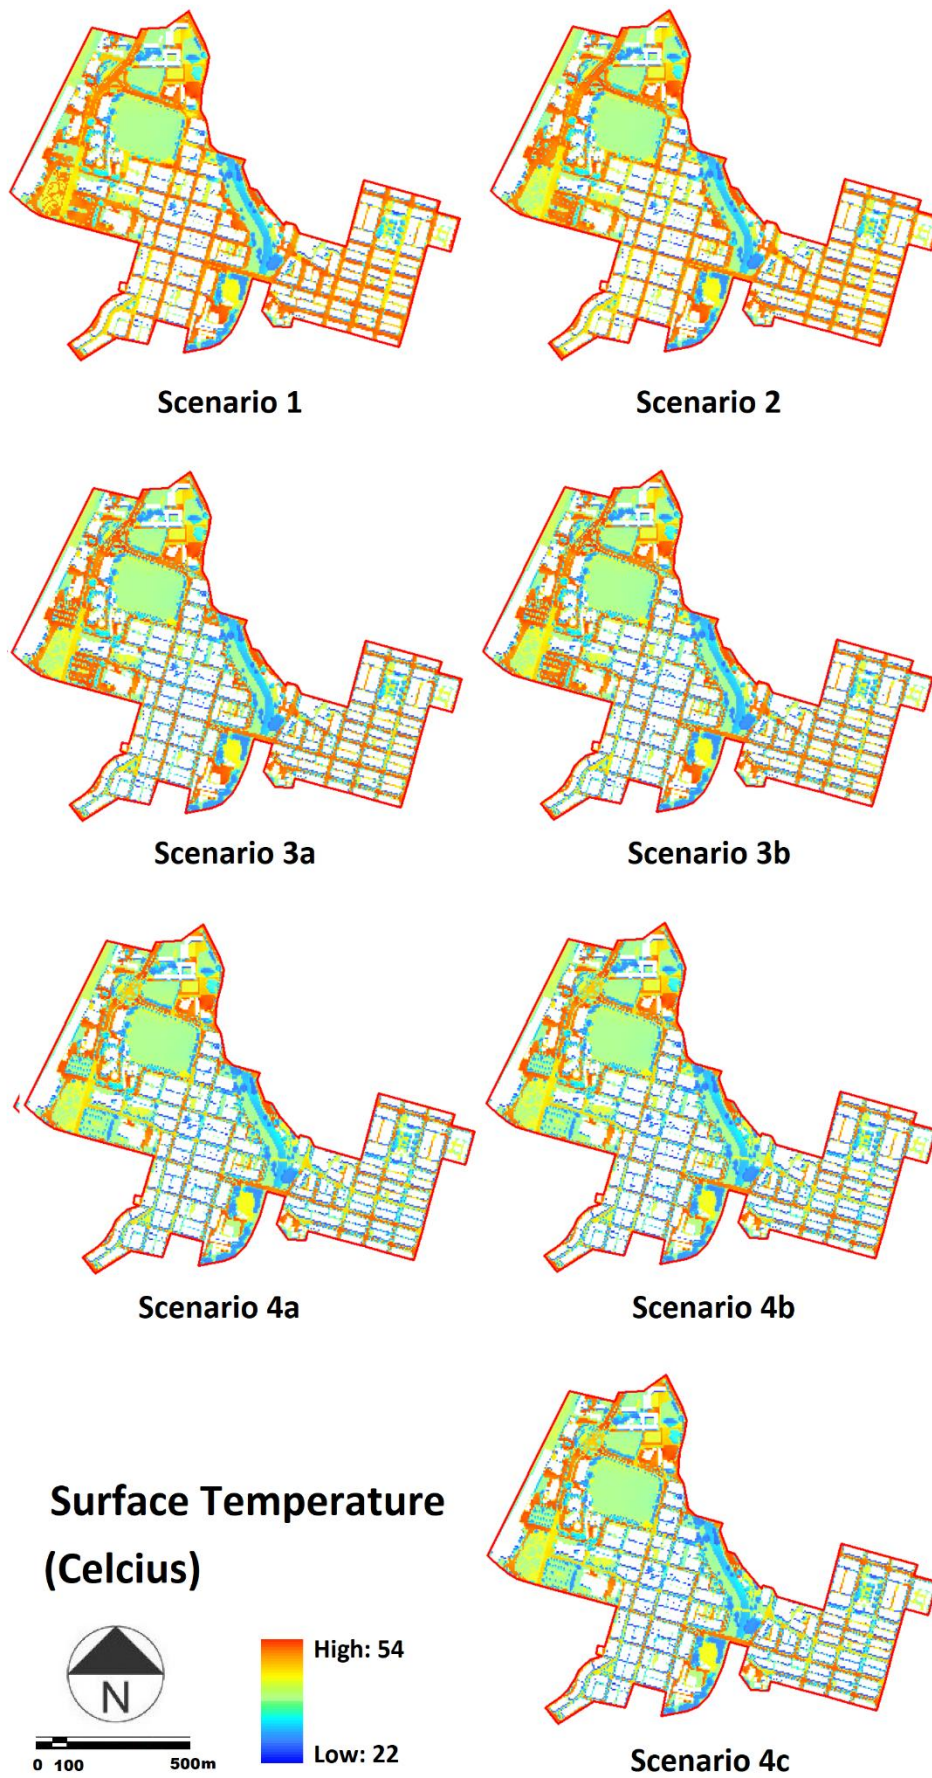 Scenario 1
Scenario 2
Scenario 3a
Scenario 3b
Scenario 4a
Scenario 4b
Surface Temperature
(Celcius)
N
0 100 500m
High: 54
Low: 22
Scenario 4c